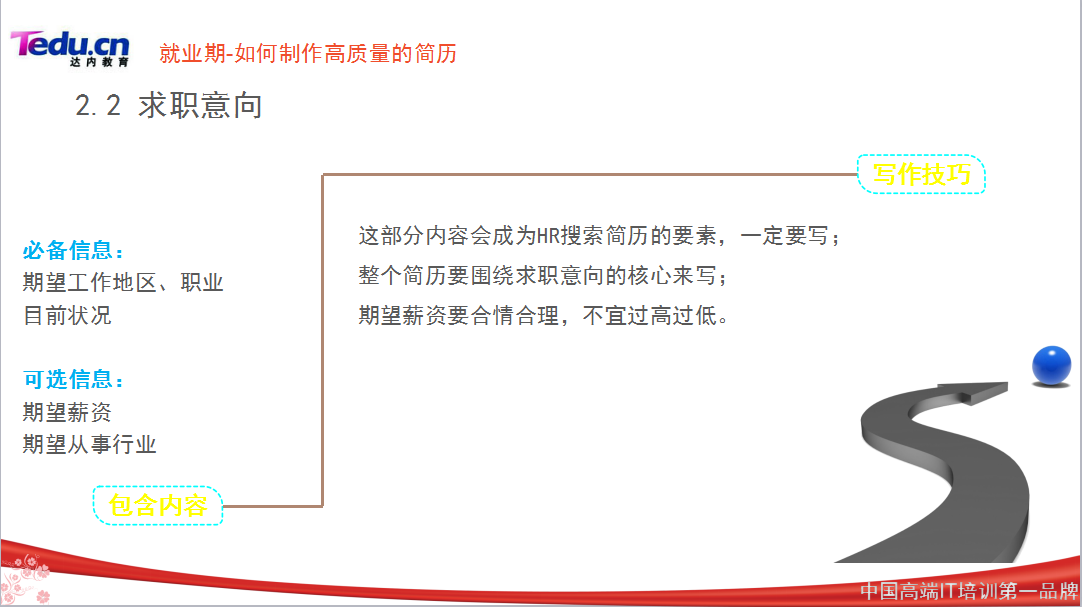 Tedu.cn
达内教育
就业期-如何制作高质量的简历
2.2 求职意向
写作技巧
这部分内容会成为HR搜索简历的要素，一定要写；
整个简历要围绕求职意向的核心来写；
期望薪资要合情合理，不宜过高过低。
必备信息：
期望工作地区、职业
目前状况
可选信息：
期望薪资
期望从事行业
包含内容
中国高端IT培训第一品牌